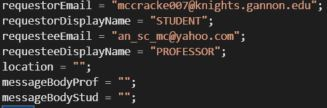 requestorEmail = "mccracke007@knights.gannon.edu";
requestorDisplayName = "STUDENT";
requesteeEmail = "an_sc_mc@yahoo.com";
requesteeDisplayName = "PROFESSOR";
location = "";
messageBodyProf = "";
messageBodyStud = "";